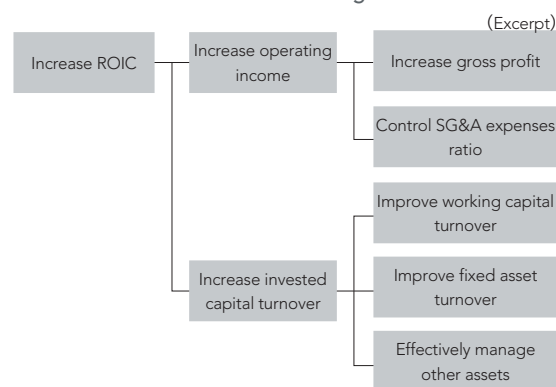 (Excerpt)
Increase ROIC
Increase operating
income
Increase gross profit
Control SG&A expenses
ratio
Increase invested
capital turnover
Improve working capital
turnover
Improve fixed asset
turnover
Effectively manage
other assets